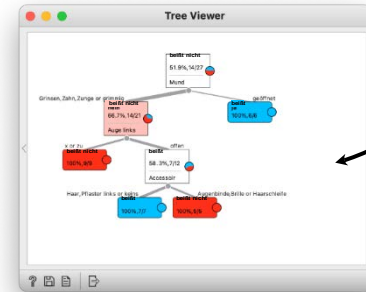 Tree Viewer
beißt nicht
51.9%, 14/27
Mund
Grinsen, Zahn, Zunge or grimmig
geöffnet
beißt nicht
66.7%, 14/21
Auge links
beißt
100%, 6/6
x or zu
offen
beißt nicht
100%, 9/9
beißt
58.3%, 7/12
Accessoir
Haar, Pflaster links or keins
Augenbinde, Brille or Haarschleife
beißt
100%, 7/7
beißt nicht
100%, 5/5